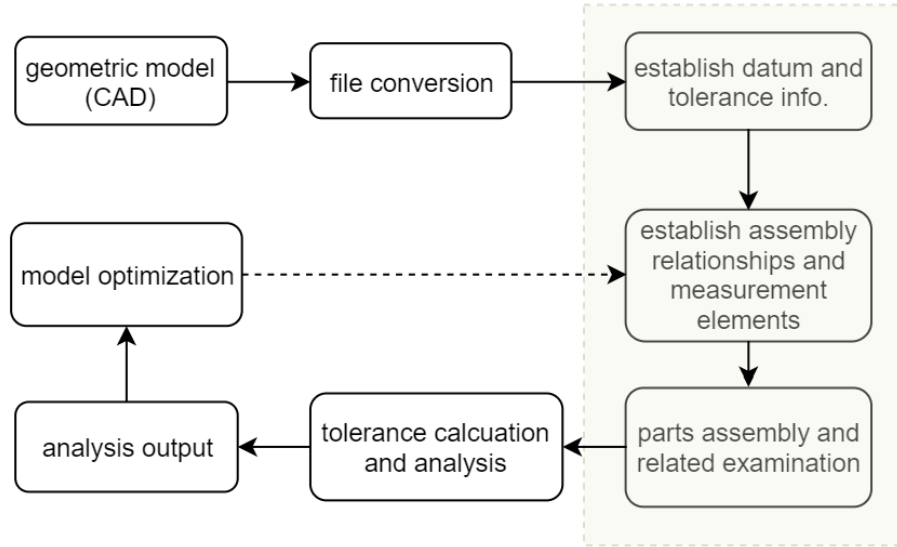 geometric model
(CAD)
file conversion
establish datum and
tolerance info.
establish assembly
relationships and
measurement
elements
model optimization
parts assembly and
related examination
tolerance calcuation
and analysis
analysis output